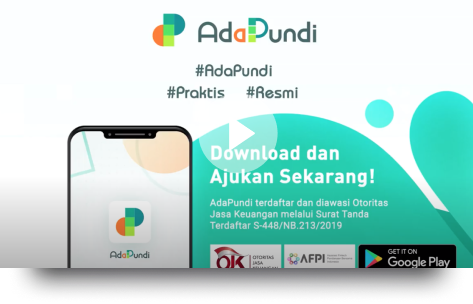 AdaPundi
#AdaPundi
#Praktis #Resmi
Download dan
Ajukan Sekarang!
AdaPundi terdaftar dan diawasi Otoritas
Jasa Keuangan melalui Surat Tanda
Terdaftar S-448/NB.213/2019
AdaPundi
OTORITAS
JASA
AFPI
GET IT ON
Google Play